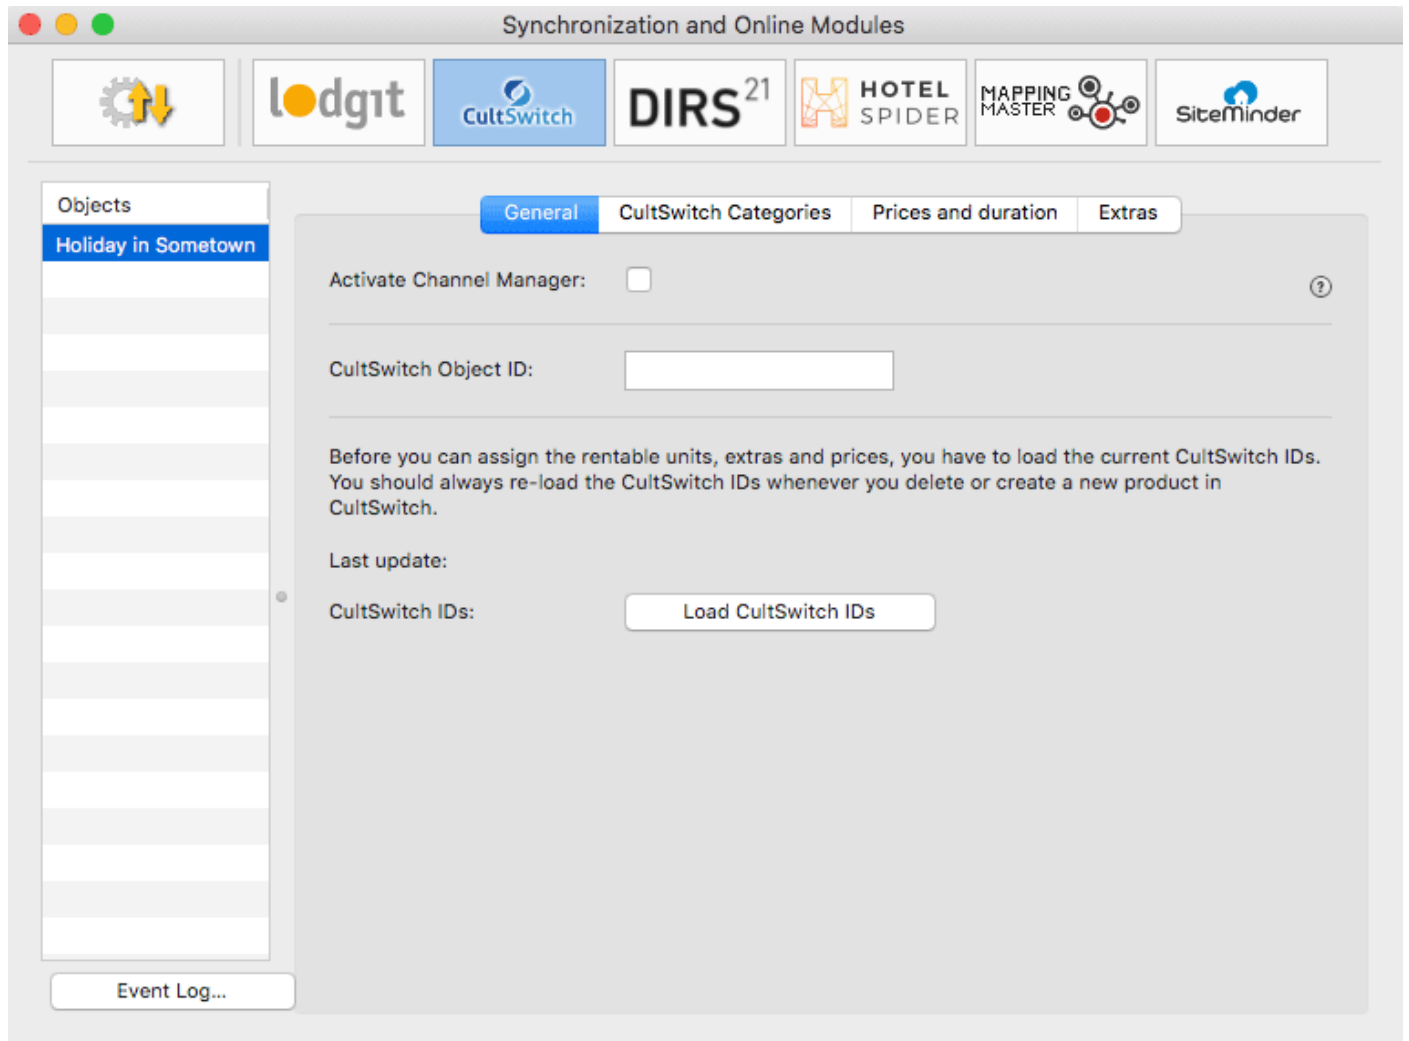 Synchronization and Online Modules
lodgit
CultSwitch
DIRS21
HOTEL
SPIDER
MAPPING
MASTER
SiteMinder
Objects
Holiday in Sometown
General
CultSwitch Categories
Prices and duration
Extras
Activate Channel Manager:
?
CultSwitch Object ID:
Before you can assign the rentable units, extras and prices, you have to load the current CultSwitch IDs.
You should always re-load the CultSwitch IDs whenever you delete or create a new product in
CultSwitch.
Last update:
CultSwitch IDs:
Load CultSwitch IDs
Event Log...